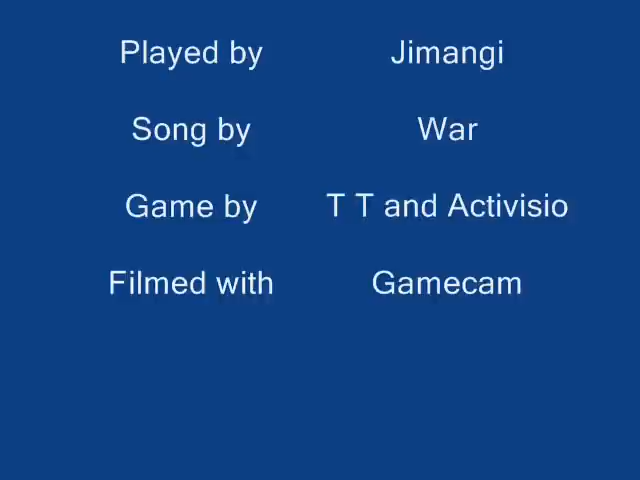 Played by Jimangi
Song by War
Game by T T and Activisio
Filmed with Gamecam